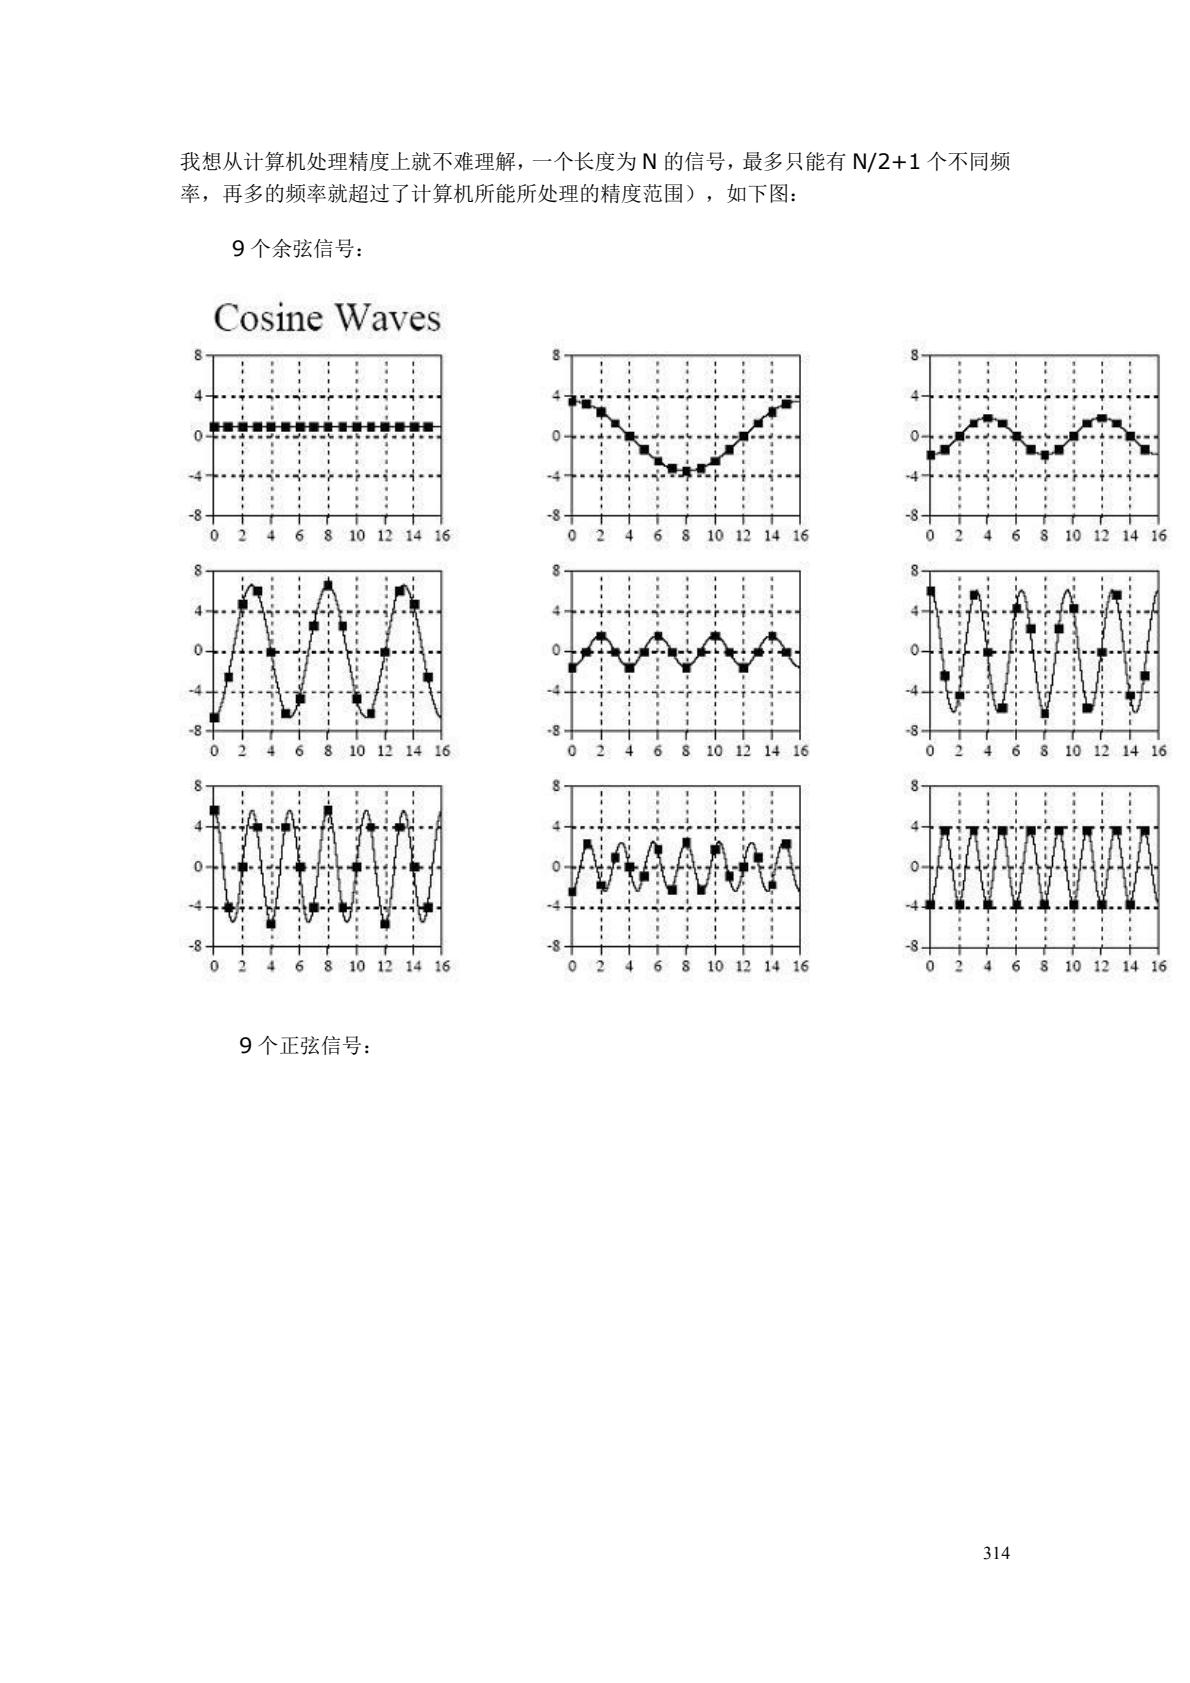 我想从计算机处理精度上就不难理解，一个长度为 N 的信号，最多只能有 N/2+1 个不同频
率，再多的频率就超过了计算机所能所处理的精度范围），如下图：
9 个余弦信号：
Cosine Waves
8 8 8
4 4 4
0 0 0
-4 -4 -4
-8 -8 -8
0 2 4 6 8 10 12 14 16 0 2 4 6 8 10 12 14 16 0 2 4 6 8 10 12 14 16
8 8 8
4 4 4
0 0 0
-4 -4 -4
-8 -8 -8
0 2 4 6 8 10 12 14 16 0 2 4 6 8 10 12 14 16 0 2 4 6 8 10 12 14 16
8 8 8
4 4 4
0 0 0
-4 -4 -4
-8 -8 -8
0 2 4 6 8 10 12 14 16 0 2 4 6 8 10 12 14 16 0 2 4 6 8 10 12 14 16
9 个正弦信号：
314